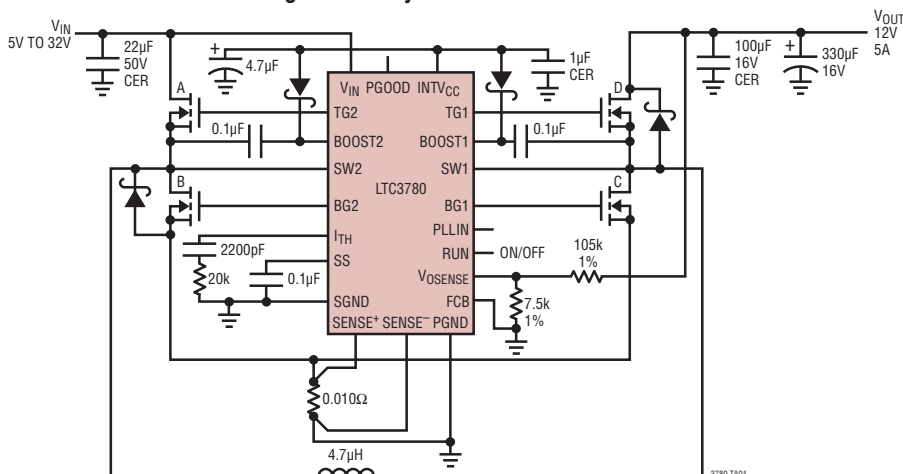 V_IN
5V TO 32V
22µF
50V
CER
+
4.7µF
1µF
CER
V_OUT
12V
5A
100µF
16V
CER
+
330µF
16V
A
D
V_IN PGOOD INTV_CC
TG2
TG1
0.1µF
BOOST2
BOOST1
0.1µF
SW2
SW1
LTC3780
B
C
BG2
BG1
PLLIN
I_TH
2200pF
20k
RUN
ON/OFF
SS
0.1µF
V_OSENSE
105k
1%
SGND
FCB
7.5k
1%
SENSE+ SENSE– PGND
0.010Ω
4.7µH
3780 TA01